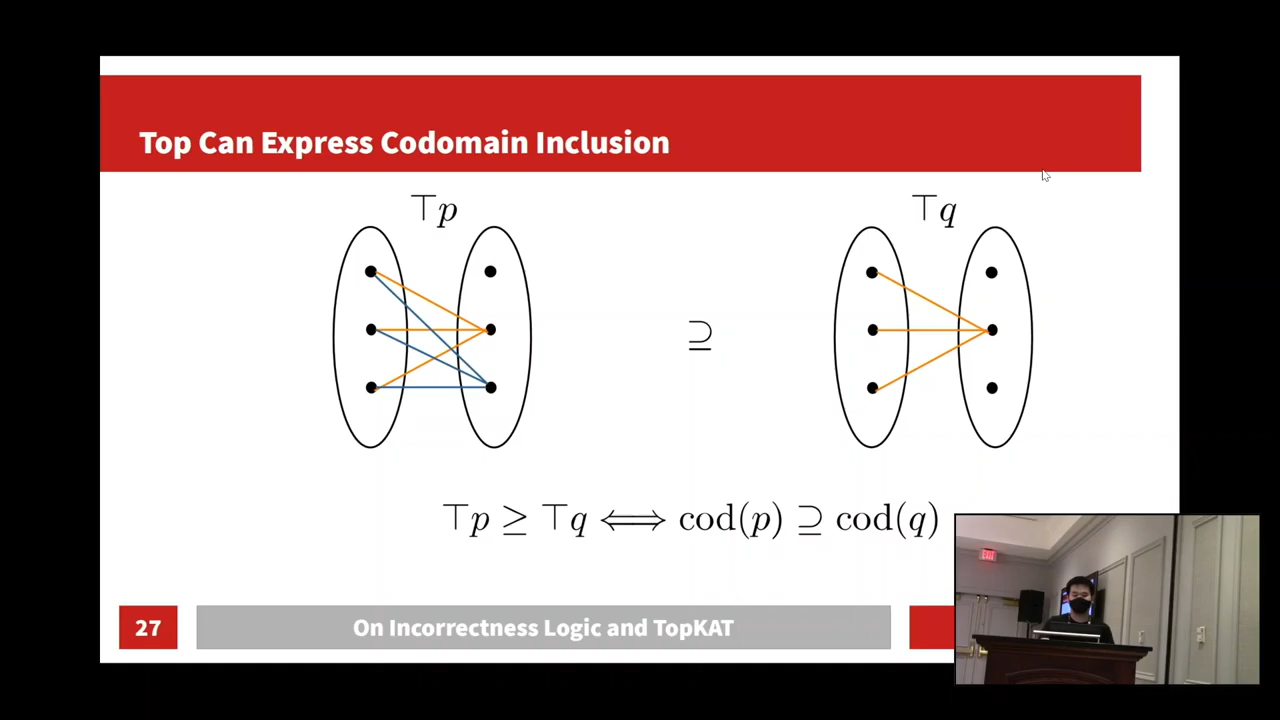 Top Can Express Codomain Inclusion
⊤p
⊤q
⊇
⊤p ≥ ⊤q ⟺ cod(p) ⊇ cod(q)
27
On Incorrectness Logic and TopKAT